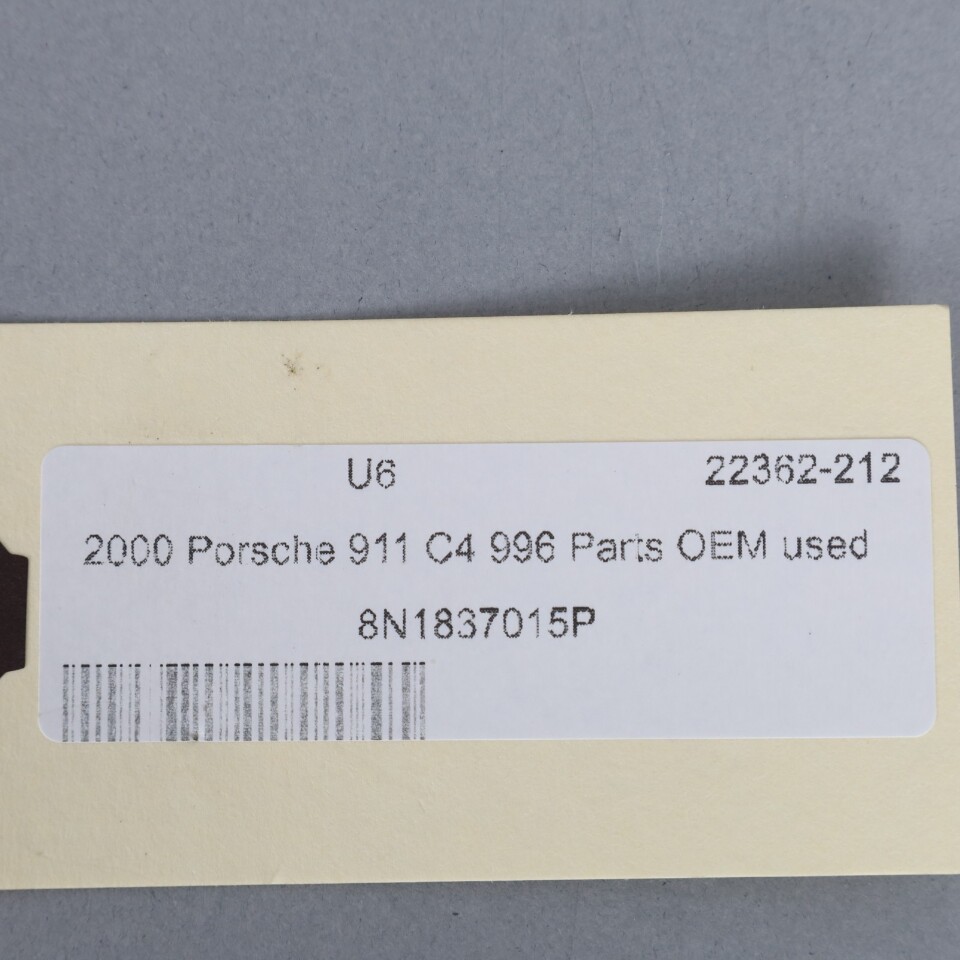 U6 22362-212
2000 Porsche 911 C4 996 Parts OEM used
8N1837015P